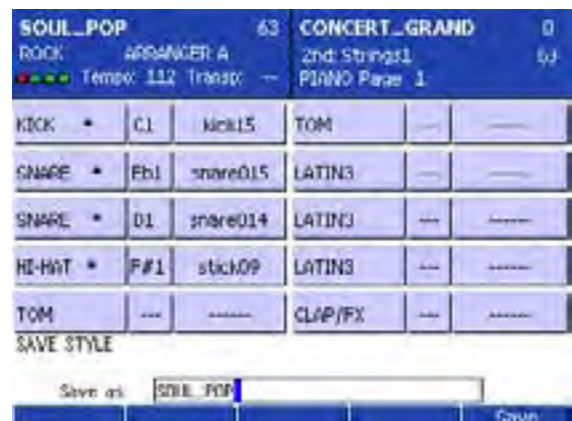 SOUL_POP 63 CONCERT_GRAND 0
ROCK ARRANGER A 2nd: Strings1 63
Tempo: 112 Transp: -- PIANO Page 1
KICK * C1 kick15 TOM --- ------
SNARE * Eb1 snare015 LATIN3 --- ------
SNARE * D1 snare014 LATIN3 --- ------
HI-HAT * F#1 stick09 LATIN3 --- ------
TOM --- ------ CLAP/FX --- ------
SAVE STYLE
Save as: SOUL_POP
Save